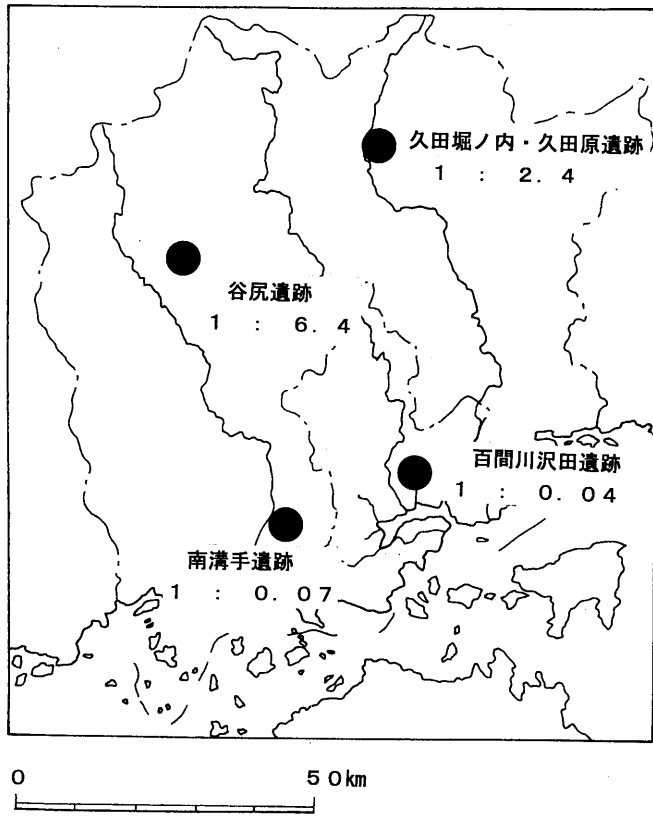 久田堀ノ内・久田原遺跡
1 : 2.4
谷尻遺跡
1 : 6.4
百間川沢田遺跡
1 : 0.04
南溝手遺跡
1 : 0.07
0 50km